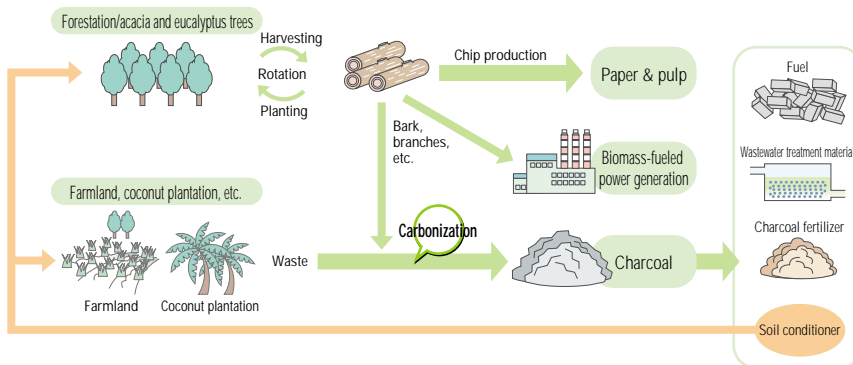 Forestation/acacia and eucalyptus trees
Harvesting
Rotation
Planting
Chip production
Paper & pulp
Bark,
branches,
etc.
Biomass-fueled
power generation
Farmland, coconut plantation, etc.
Farmland
Coconut plantation
Waste
Carbonization
Charcoal
Fuel
Wastewater treatment material
Charcoal fertilizer
Soil conditioner